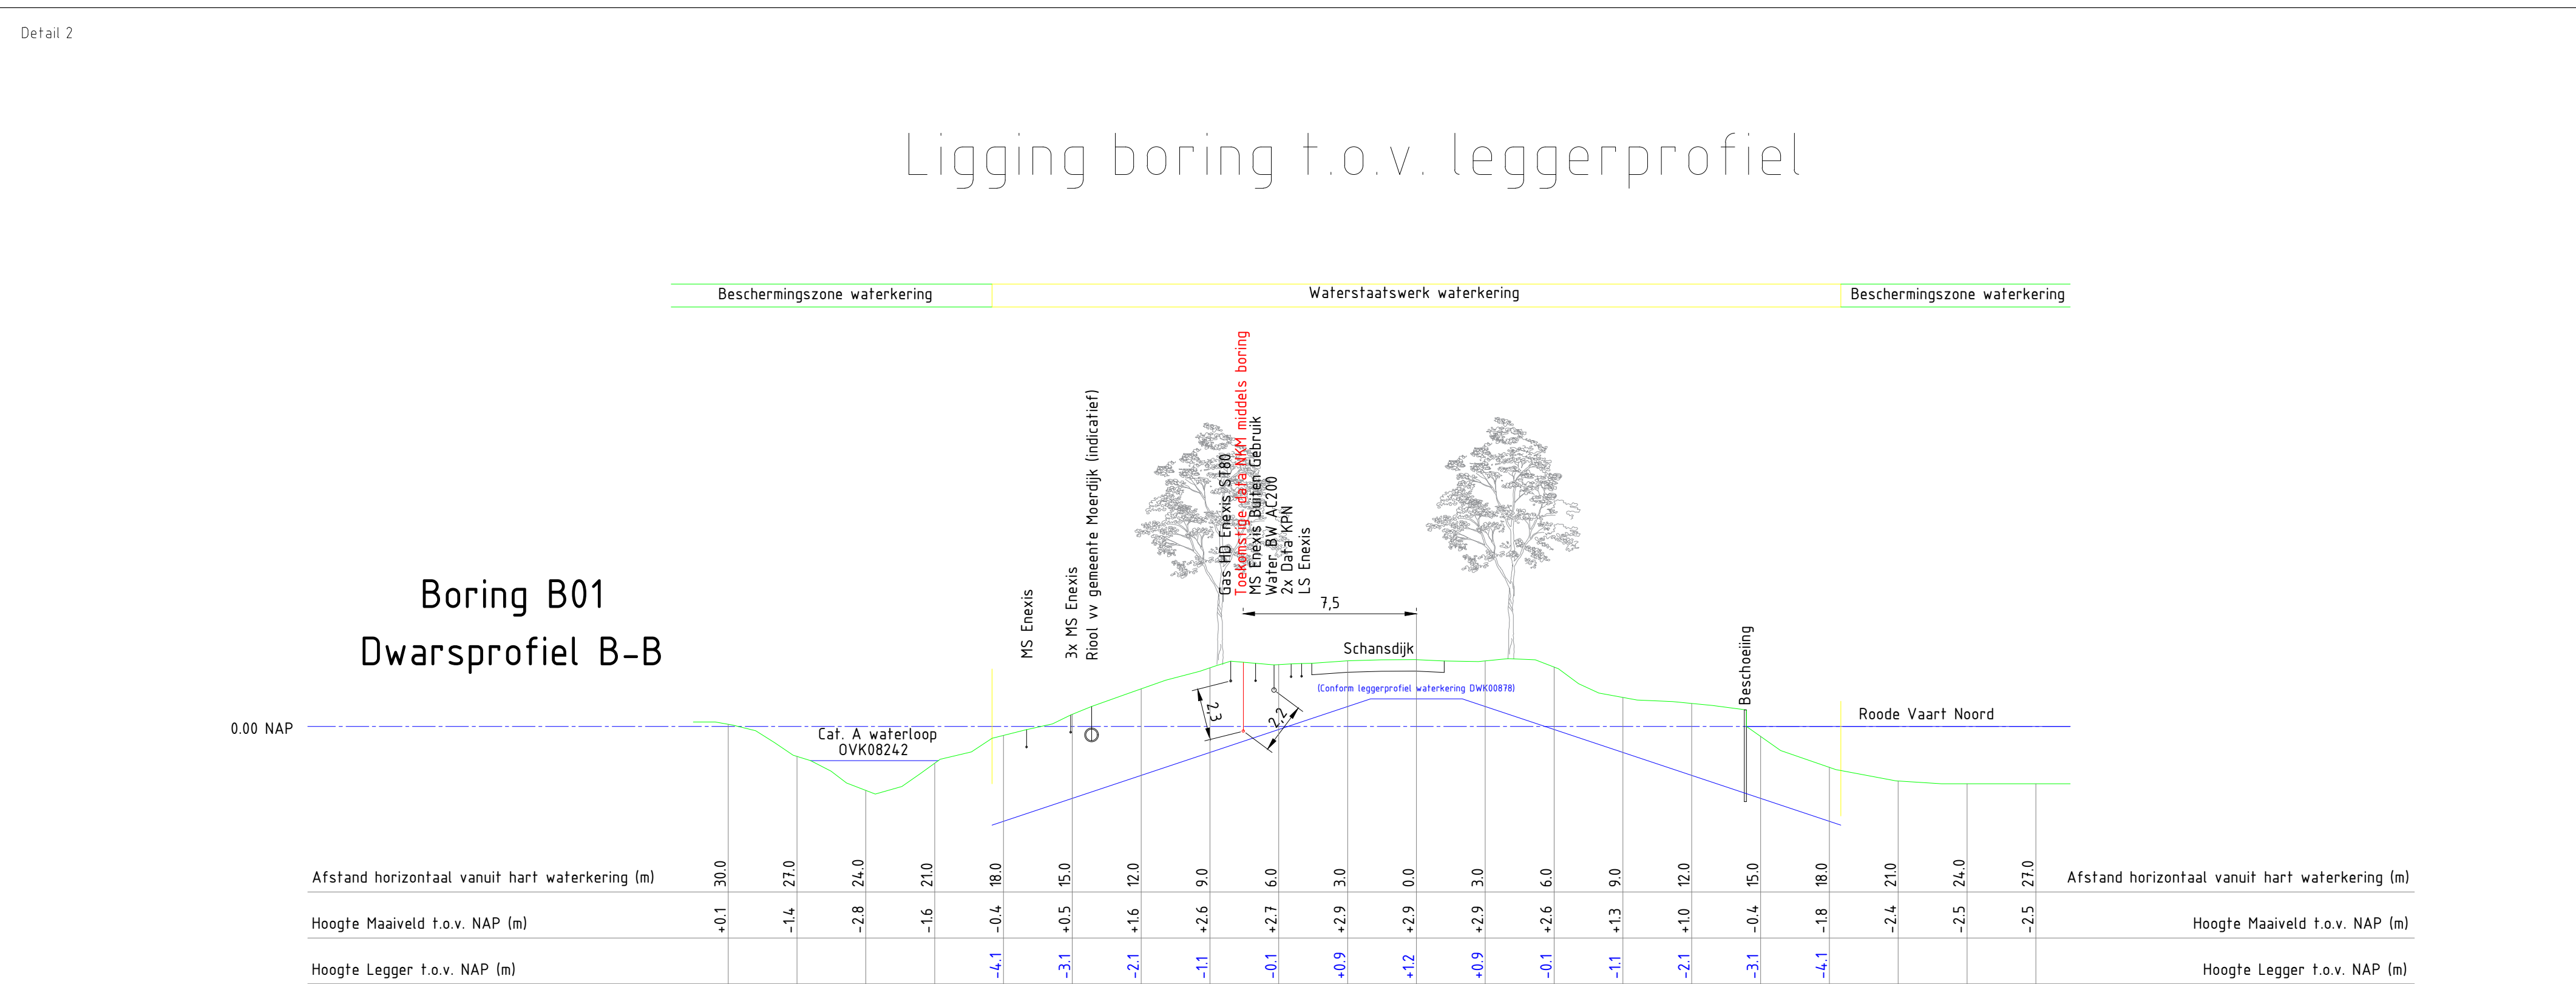 Detail 2
Ligging boring t.o.v. leggerprofiel
Beschermingszone waterkering
Waterstaatswerk waterkering
Beschermingszone waterkering
MS Enexis
3x MS Enexis
Riool vv gemeente Moerdijk (indicatief)
Gas HD Enexis ST80
Toekomstige data NKM middels boring
MS Enexis Buiten Gebruik
Water BW AC200
2x Data KPN
LS Enexis
7,5
Schansdijk
Beschoeiing
Boring B01
Dwarsprofiel B-B
(Conform leggerprofiel waterkering DWK00878)
2,3
2,2
0.00 NAP
Cat. A waterloop
OVK08242
Roode Vaart Noord
Afstand horizontaal vanuit hart waterkering (m) 30.0 27.0 24.0 21.0 18.0 15.0 12.0 9.0 6.0 3.0 0.0 3.0 6.0 9.0 12.0 15.0 18.0 21.0 24.0 27.0 Afstand horizontaal vanuit hart waterkering (m)
Hoogte Maaiveld t.o.v. NAP (m) +0.1 -1.4 -2.8 -1.6 -0.4 +0.5 +1.6 +2.6 +2.7 +2.9 +2.9 +2.9 +2.6 +1.3 +1.0 -0.4 -1.8 -2.4 -2.5 -2.5 Hoogte Maaiveld t.o.v. NAP (m)
Hoogte Legger t.o.v. NAP (m) -4.1 -3.1 -2.1 -1.1 -0.1 +0.9 +1.2 +0.9 -0.1 -1.1 -2.1 -3.1 -4.1 Hoogte Legger t.o.v. NAP (m)